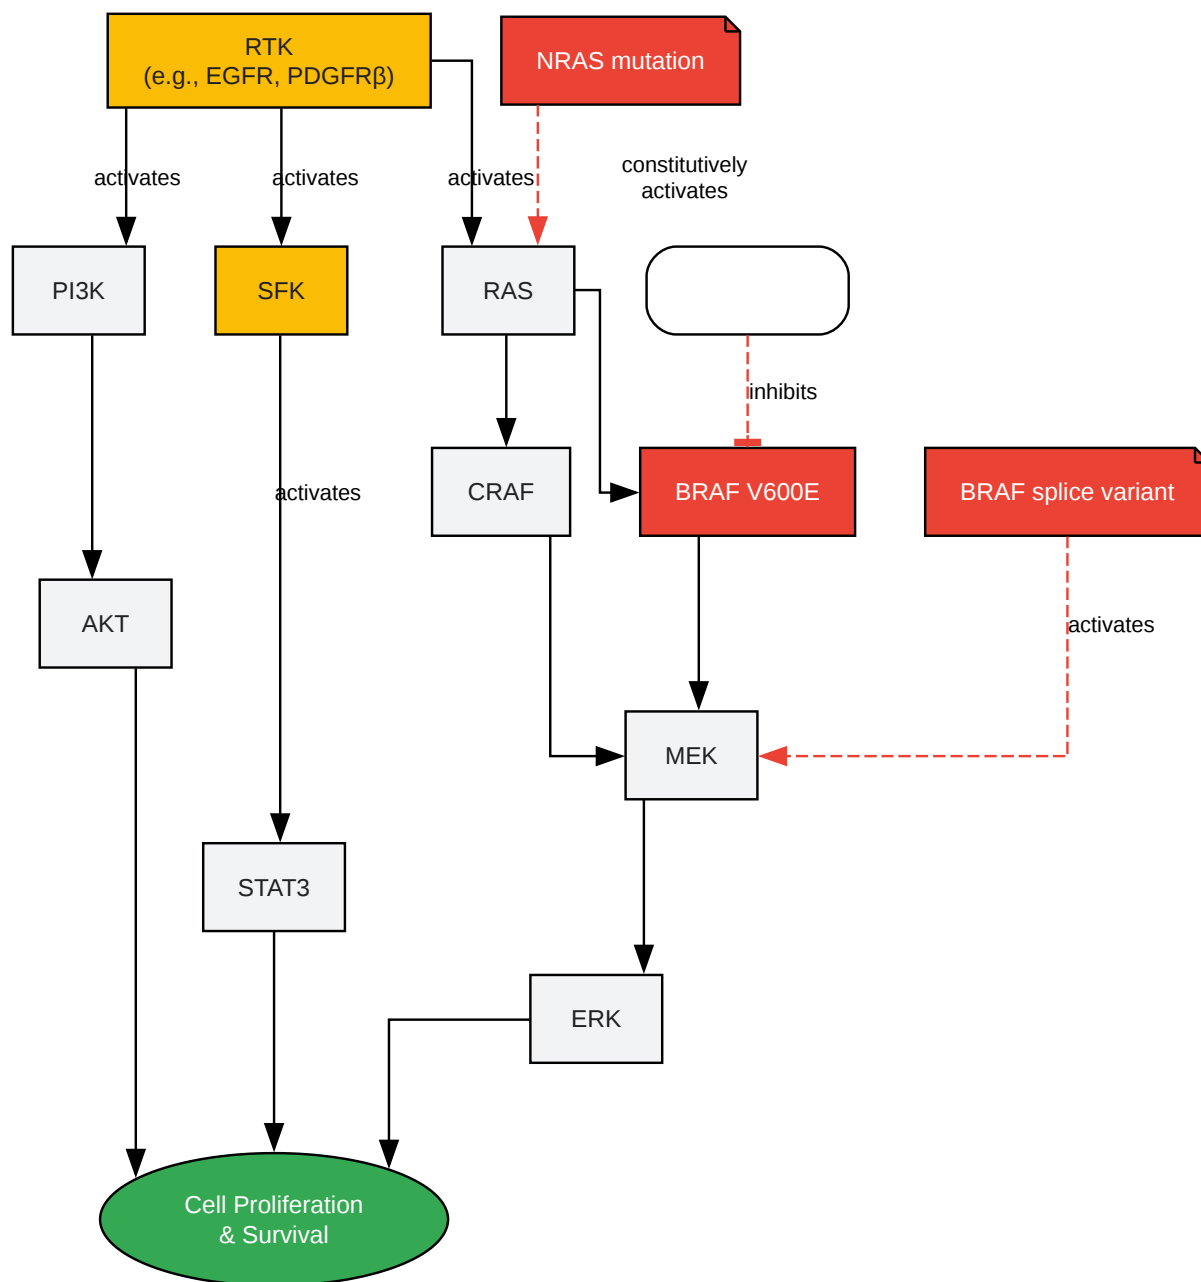 RTK
(e.g., EGFR, PDGFRβ)
NRAS mutation
activates
activates
activates
constitutively
activates
PI3K
SFK
RAS
inhibits
CRAF
BRAF V600E
BRAF splice variant
activates
AKT
activates
MEK
STAT3
ERK
Cell Proliferation
& Survival